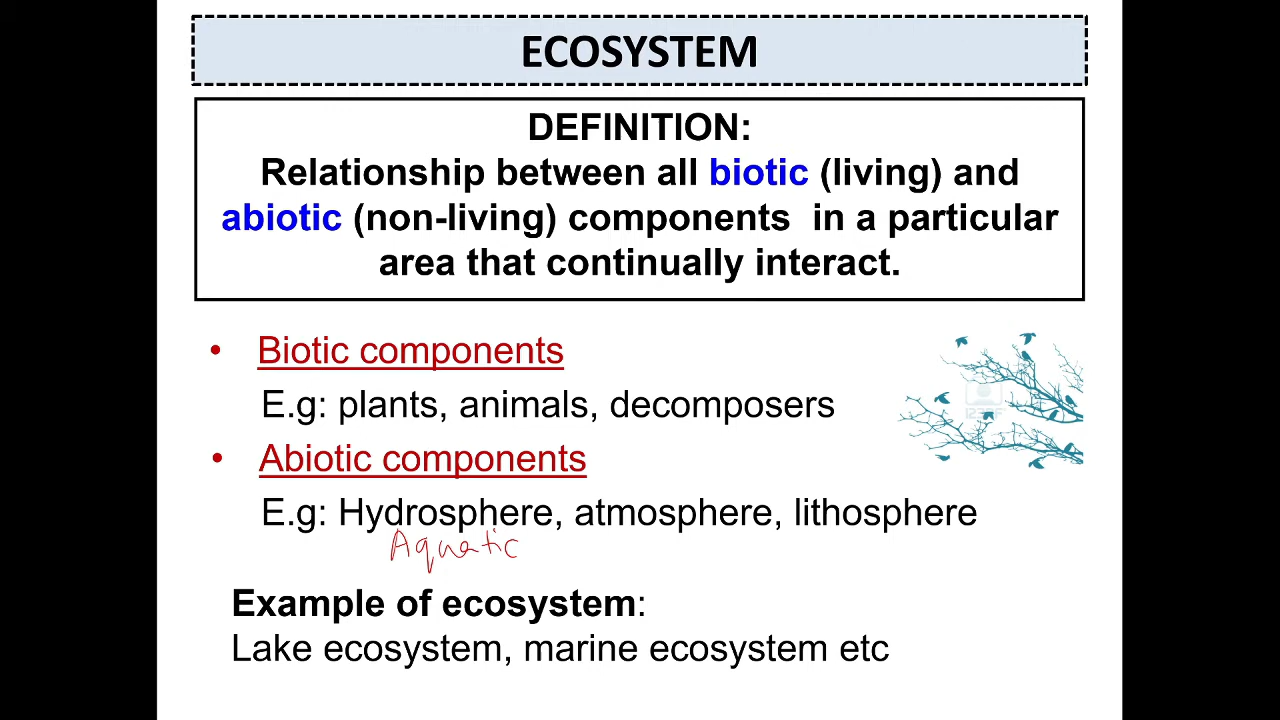 ECOSYSTEM
DEFINITION:
Relationship between all biotic (living) and
abiotic (non-living) components in a particular
area that continually interact.
• Biotic components
E.g: plants, animals, decomposers
• Abiotic components
E.g: Hydrosphere, atmosphere, lithosphere
Aquatic
Example of ecosystem:
Lake ecosystem, marine ecosystem etc